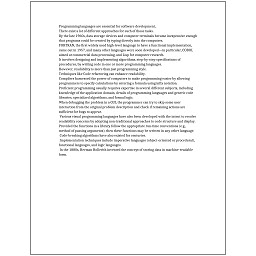 Programming languages are essential for software development.
There exist a lot of different approaches for each of those tasks.
By the late 1960s, data storage devices and computer terminals became inexpensive enough
that programs could be created by typing directly into the computers.
FORTRAN, the first widely used high-level language to have a functional implementation,
came out in 1957, and many other languages were soon developed—in particular, COBOL
aimed at commercial data processing, and Lisp for computer research.
It involves designing and implementing algorithms, step-by-step specifications of
procedures, by writing code in one or more programming languages.
However, readability is more than just programming style.
Techniques like Code refactoring can enhance readability.
Compilers harnessed the power of computers to make programming easier by allowing
programmers to specify calculations by entering a formula using infix notation.
Proficient programming usually requires expertise in several different subjects, including
knowledge of the application domain, details of programming languages and generic code
libraries, specialized algorithms, and formal logic.
When debugging the problem in a GUI, the programmer can try to skip some user
interaction from the original problem description and check if remaining actions are
sufficient for bugs to appear.
Various visual programming languages have also been developed with the intent to resolve
readability concerns by adopting non-traditional approaches to code structure and display.
Provided the functions in a library follow the appropriate run-time conventions (e.g.,
method of passing arguments), then these functions may be written in any other language.
Code-breaking algorithms have also existed for centuries.
Implementation techniques include imperative languages (object-oriented or procedural),
functional languages, and logic languages.
In the 1880s, Herman Hollerith invented the concept of storing data in machine-readable
form.